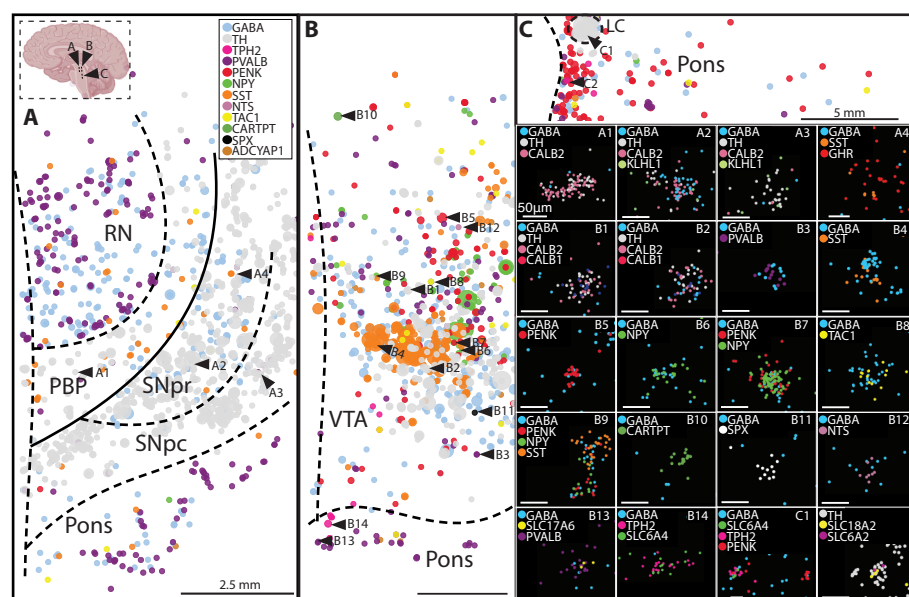 A B
C
GABA
TH
TPH2
PVALB
PENK
NPY
SST
NTS
TAC1
CARTPT
SPX
ADCYAP1
A
RN
A4
PBP
A1
SNpr
A2
A3
SNpc
Pons
2.5 mm
B
B10
B5
B12
B9
B8
B1
B7
B4
B6
B2
VTA
B11
B3
B14
B13
Pons
C
LC
C1
Pons
C2
5 mm
GABA A1
TH
CALB2
50µm
GABA A2
TH
CALB2
KLHL1
GABA A3
TH
CALB2
KLHL1
GABA A4
SST
GHR
GABA B1
TH
CALB2
CALB1
GABA B2
TH
CALB2
CALB1
GABA B3
PVALB
GABA B4
SST
GABA B5
PENK
GABA B6
NPY
GABA B7
PENK
NPY
GABA B8
TAC1
GABA B9
PENK
NPY
SST
GABA B10
CARTPT
GABA B11
SPX
GABA B12
NTS
GABA B13
SLC17A6
PVALB
GABA B14
TPH2
SLC6A4
GABA C1
SLC6A4
TPH2
PENK
TH C2
SLC18A2
SLC6A2